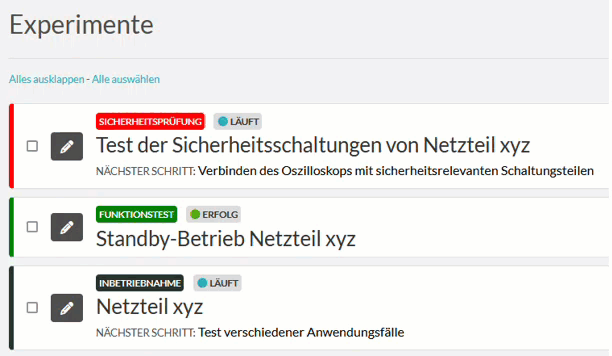 Experimente
Alles ausklappen - Alle auswählen
SICHERHEITSPRÜFUNG LÄUFT
Test der Sicherheitsschaltungen von Netzteil xyz
NÄCHSTER SCHRITT: Verbinden des Oszilloskops mit sicherheitsrelevanten Schaltungsteilen
FUNKTIONSTEST ERFOLG
Standby-Betrieb Netzteil xyz
INBETRIEBNAHME LÄUFT
Netzteil xyz
NÄCHSTER SCHRITT: Test verschiedener Anwendungsfälle